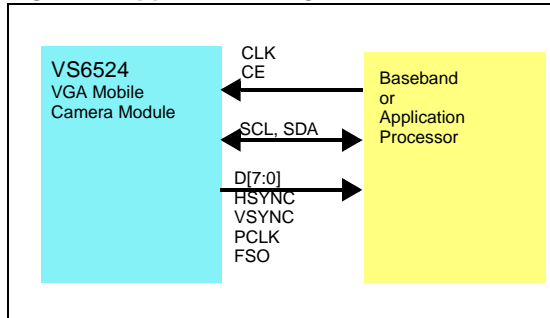 VS6524
VGA Mobile
Camera Module
CLK
CE
SCL, SDA
D[7:0]
HSYNC
VSYNC
PCLK
FSO
Baseband
or
Application
Processor